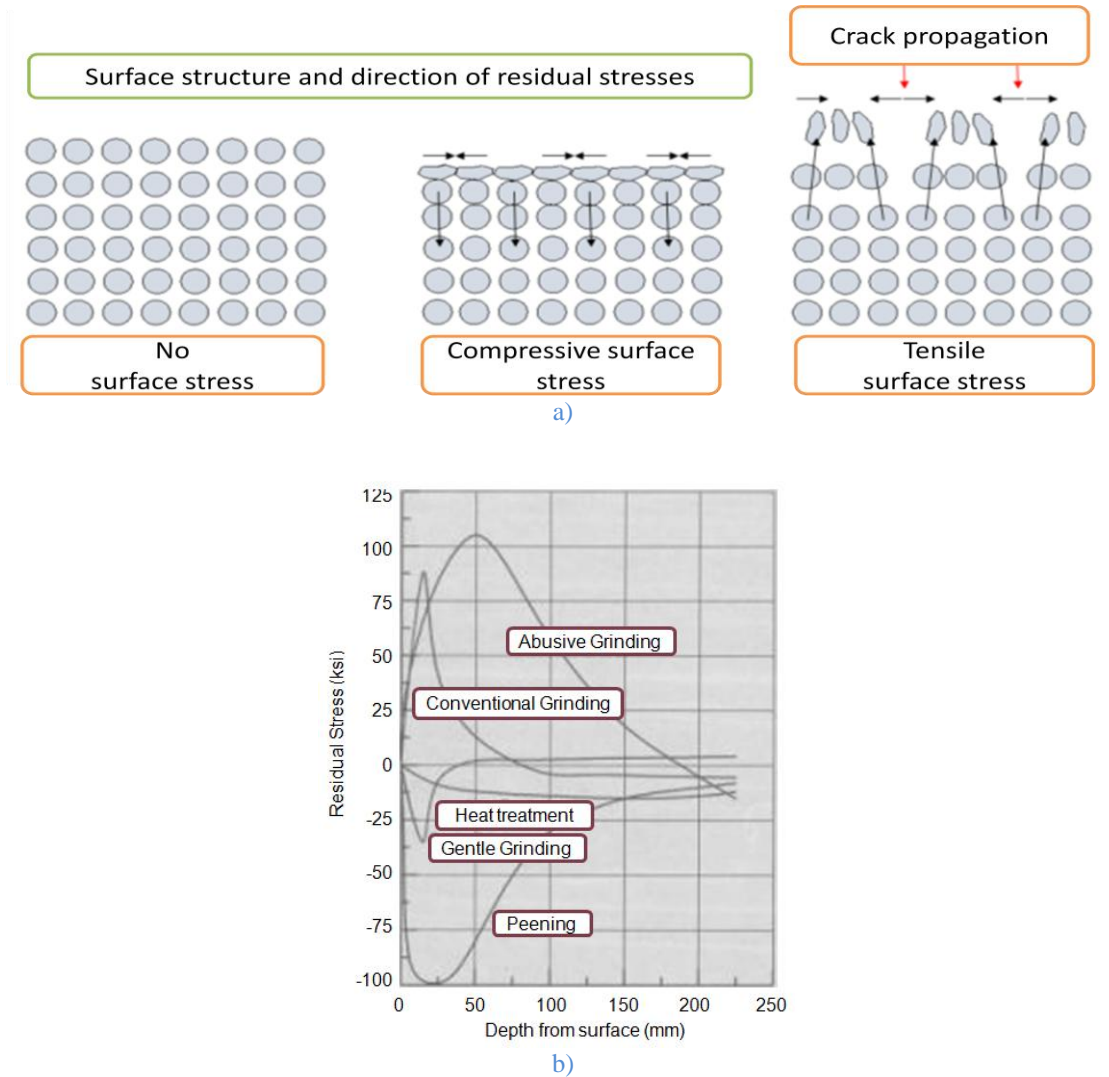 Crack propagation
Surface structure and direction of residual stresses
No
surface stress
Compressive surface
stress
Tensile
surface stress
a)
125
100
75
50
25
0
-25
-50
-75
-100
Residual Stress (ksi)
Abusive Grinding
Conventional Grinding
Heat treatment
Gentle Grinding
Peening
0 50 100 150 200 250
Depth from surface (mm)
b)